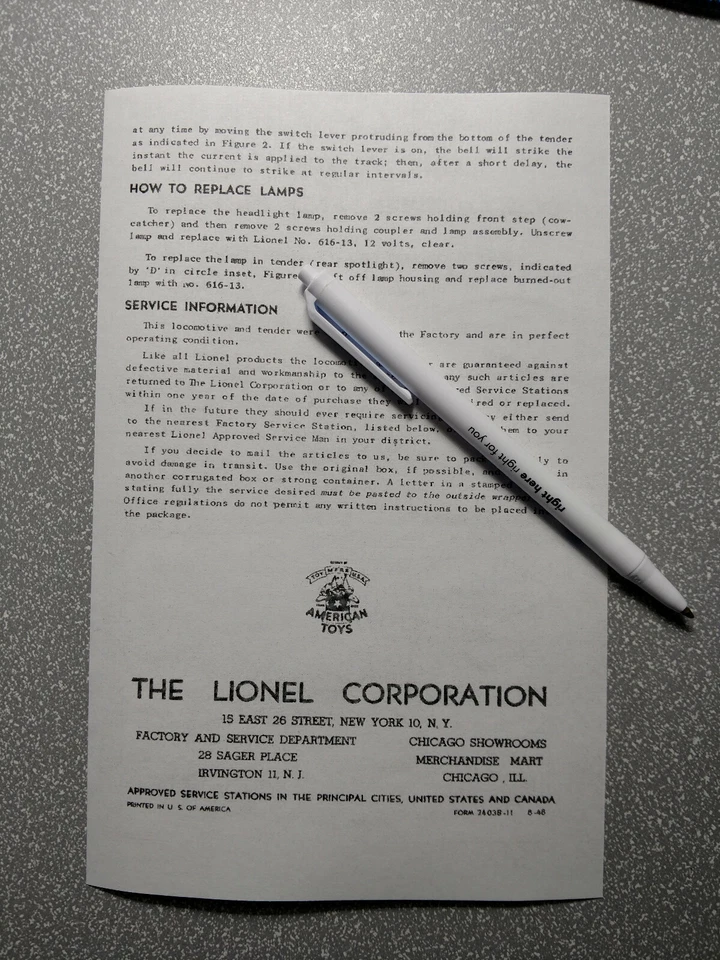 at any time by moving the switch lever protruding from the bottom of the tender
as indicated in Figure 2. If the switch lever is on, the bell will strike the
instant the current is applied to the track; then, after a short delay, the
bell will continue to strike at regular intervals.
HOW TO REPLACE LAMPS
To replace the headlight lamp, remove 2 screws holding front step (cow-
catcher) and then remove 2 screws holding coupler and lamp assembly. Unscrew
lamp and replace with Lionel No. 616-13, 12 volts, clear.
To replace the lamp in tender (rear spotlight), remove two screws, indicated
by 'D' in circle inset, Figure off lamp housing and replace burned-out
lamp with No. 616-13.
SERVICE INFORMATION
This locomotive and tender were the Factory and are in perfect
operating condition.
Like all Lionel products the are guaranteed against
defective material and workmanship to the any such articles are
returned to The Lionel Corporation or to any of Service Stations
within one year of the date of purchase they or replaced.
If in the future they should ever require either send
to the nearest Factory Service Station, listed below, them to your
nearest Lionel Approved Service Man in your district.
If you decide to mail the articles to us, be sure to to
avoid damage in transit. Use the original box, if possible, in
another corrugated box or strong container. A letter in a stamped
stating fully the service desired must be pasted to the outside
Office regulations do not permit any written instructions to be placed in
the package.
TOY MFRS U.S.A.
AMERICAN
TOYS
THE LIONEL CORPORATION
15 EAST 26 STREET, NEW YORK 10, N. Y.
FACTORY AND SERVICE DEPARTMENT CHICAGO SHOWROOMS
28 SAGER PLACE MERCHANDISE MART
IRVINGTON 11, N. J. CHICAGO, ILL.
APPROVED SERVICE STATIONS IN THE PRINCIPAL CITIES, UNITED STATES AND CANADA
PRINTED IN U. S. OF AMERICA FORM 2403B-11 8-48
right here right for you